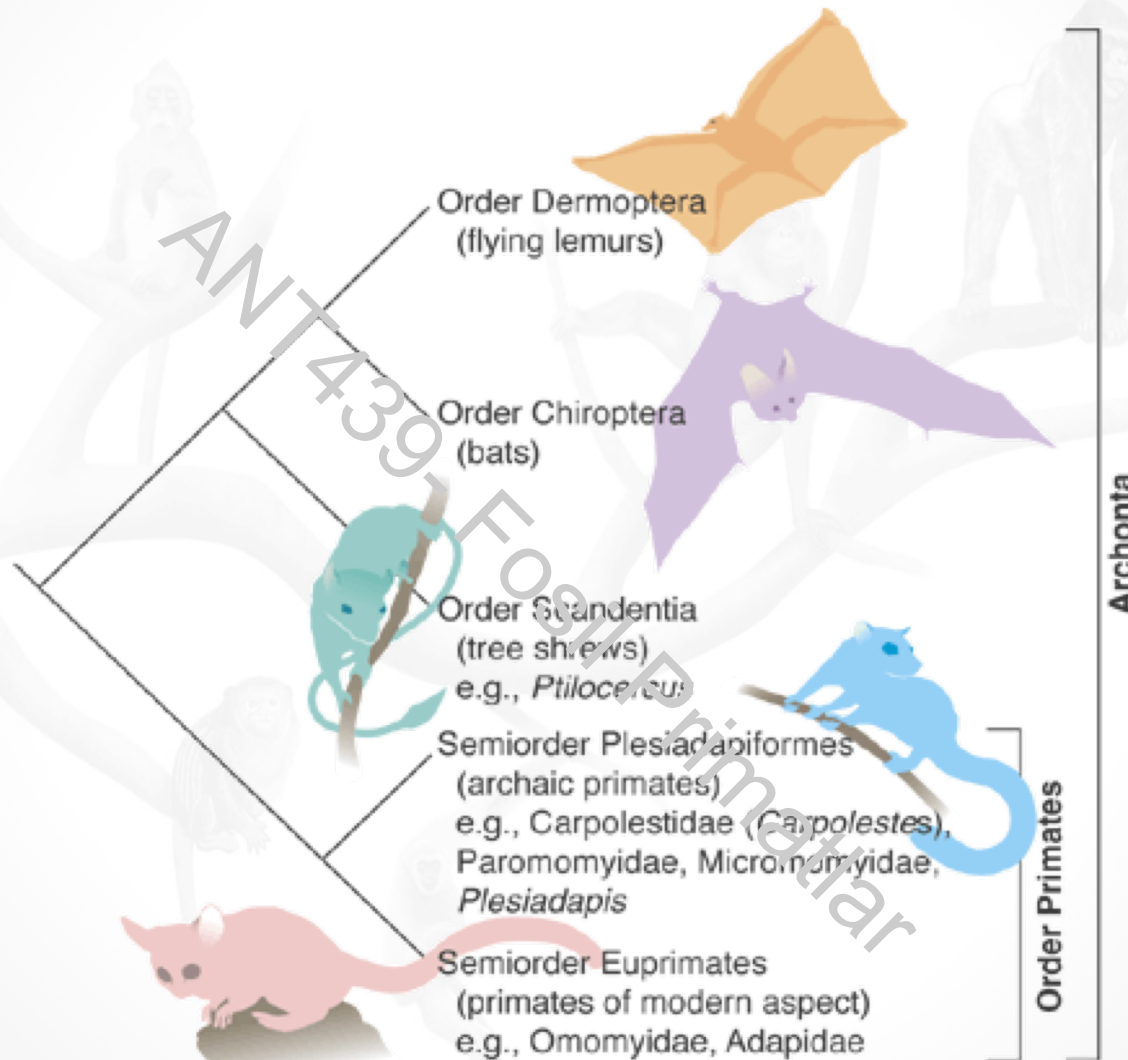 Order Dermoptera
(flying lemurs)
Order Chiroptera
(bats)
Order Scandentia
(tree shrews)
e.g., Ptilocercus
Semiorder Plesiadapiformes
(archaic primates)
e.g., Carpolestidae (Carpolestes),
Paromomyidae, Micromomyidae,
Plesiadapis
Semiorder Euprimates
(primates of modern aspect)
e.g., Omomyidae, Adapidae
Order Primates
Archonta
ANT439- Fosil Primatlar